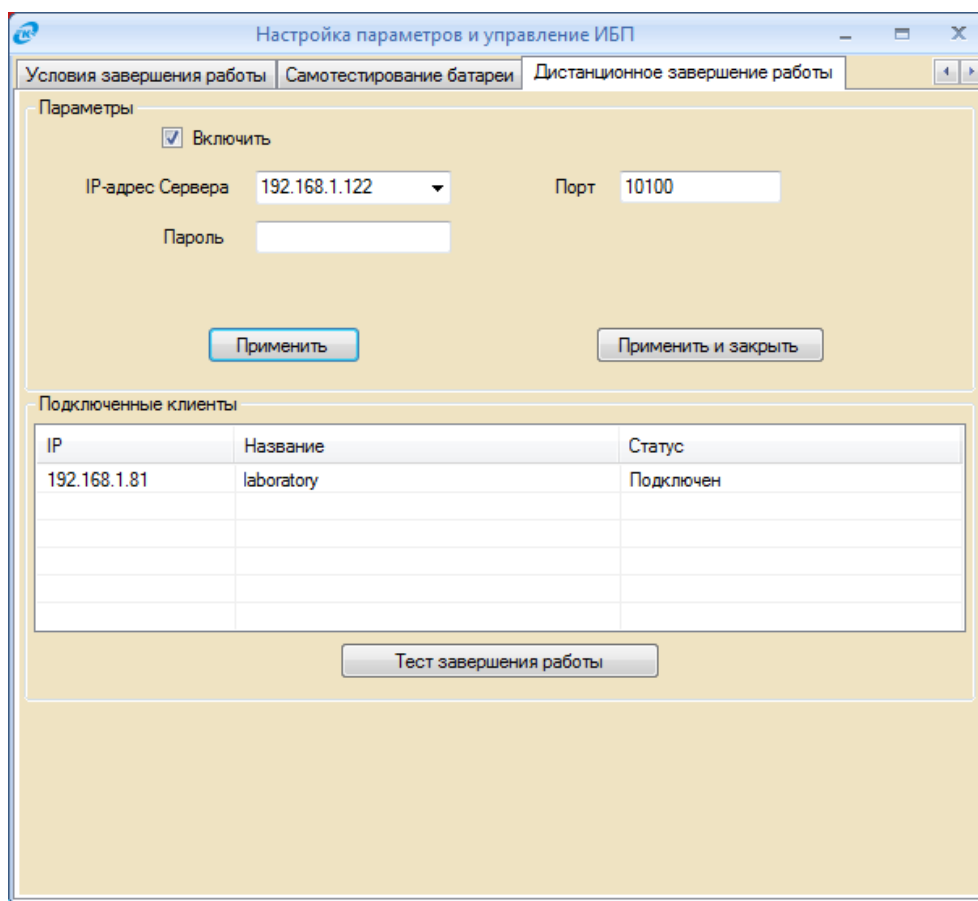 Настройка параметров и управление ИБП
Условия завершения работы Самотестирование батареи Дистанционное завершение работы
Параметры
Включить
IP-адрес Сервера 192.168.1.122 Порт 10100
Пароль
Применить Применить и закрыть
Подключенные клиенты
IP Название Статус
192.168.1.81 laboratory Подключен
Тест завершения работы